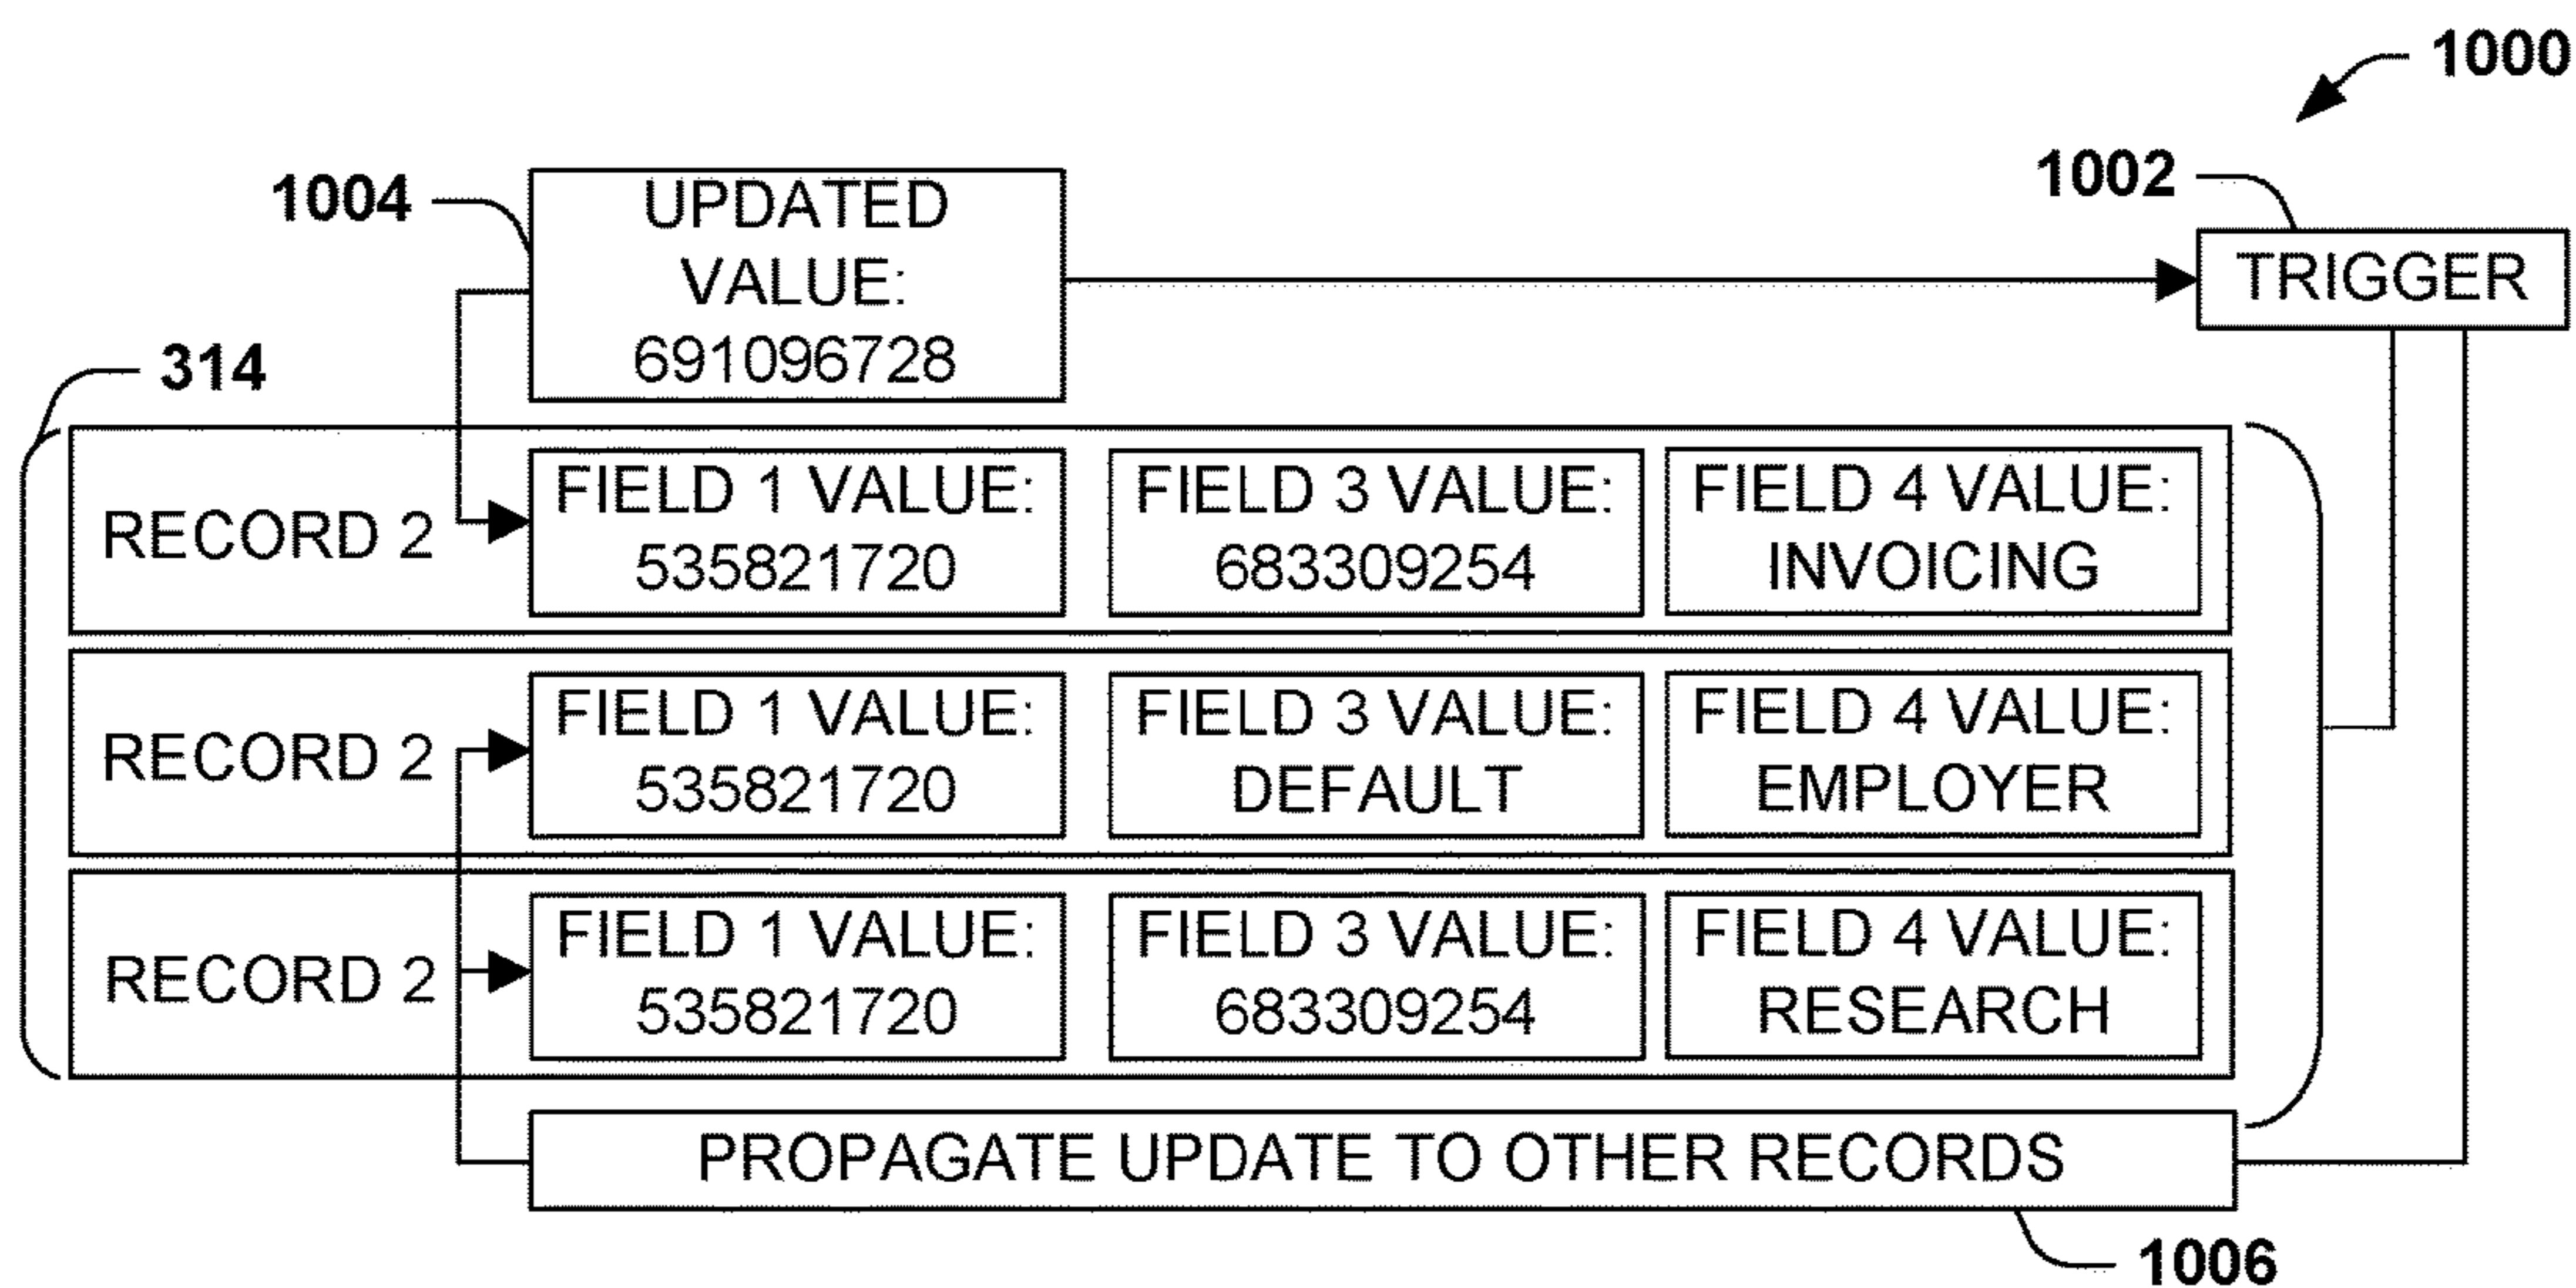 1000
1002
1004
UPDATED
VALUE:
691096728
TRIGGER
314
RECORD 2
FIELD 1 VALUE:
535821720
FIELD 3 VALUE:
683309254
FIELD 4 VALUE:
INVOICING
RECORD 2
FIELD 1 VALUE:
535821720
FIELD 3 VALUE:
DEFAULT
FIELD 4 VALUE:
EMPLOYER
RECORD 2
FIELD 1 VALUE:
535821720
FIELD 3 VALUE:
683309254
FIELD 4 VALUE:
RESEARCH
PROPAGATE UPDATE TO OTHER RECORDS
1006